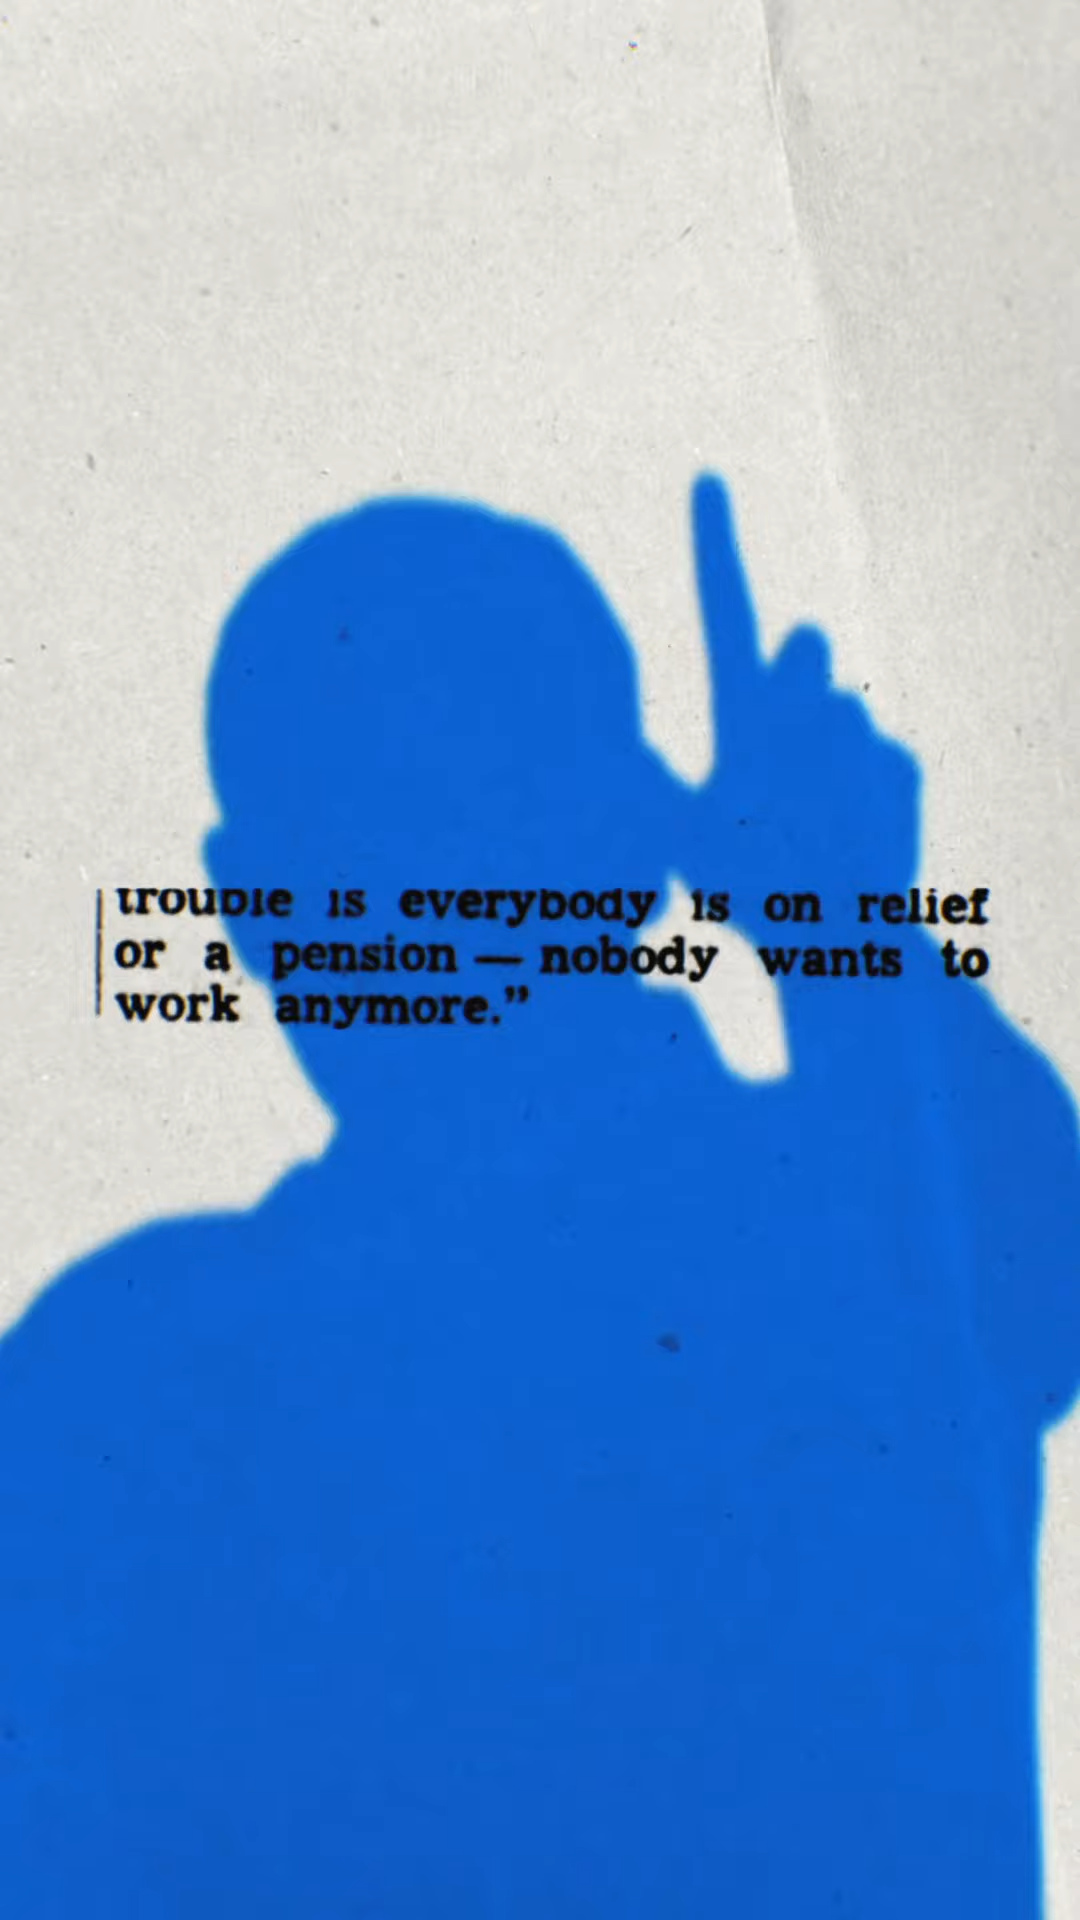 trouble is everybody is on relief
or a pension — nobody wants to
work anymore.”